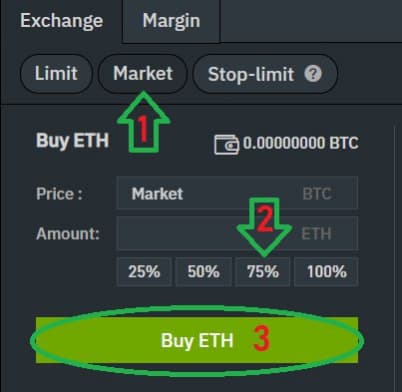 Exchange Margin
Limit Market Stop-limit ?
1
Buy ETH 0.00000000 BTC
Price : Market BTC
2
Amount: ETH
25% 50% 75% 100%
Buy ETH 3